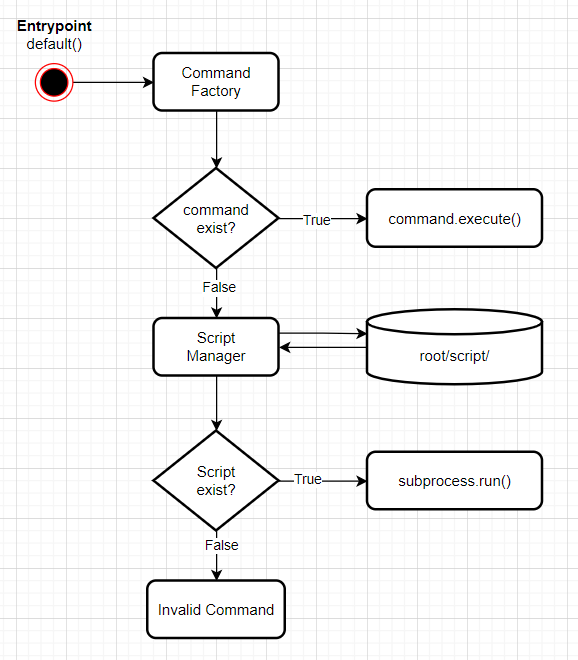 Entrypoint
default()
Command
Factory
command
exist?
True
command.execute()
False
Script
Manager
root/script/
Script
exist?
True
subprocess.run()
False
Invalid Command